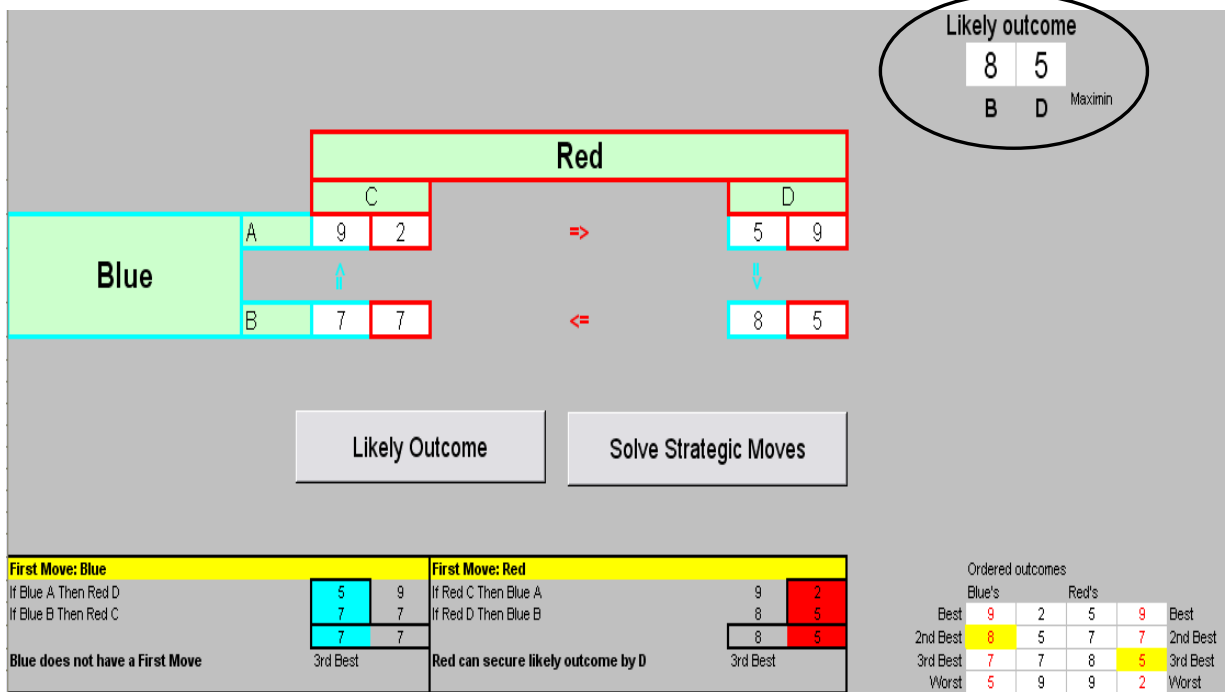 Likely outcome
8 5
B D Maximin
Red
C D
A 9 2 => 5 9
Blue
=> =>
B 7 7 <= 8 5
Likely Outcome Solve Strategic Moves
First Move: Blue First Move: Red
If Blue A Then Red D 5 9 If Red C Then Blue A 9 2
If Blue B Then Red C 7 7 If Red D Then Blue B 8 5
7 7 8 5
Blue does not have a First Move 3rd Best Red can secure likely outcome by D 3rd Best
Ordered outcomes
Blue's Red's
Best 9 2 5 9 Best
2nd Best 8 5 7 7 2nd Best
3rd Best 7 7 8 5 3rd Best
Worst 5 9 9 2 Worst